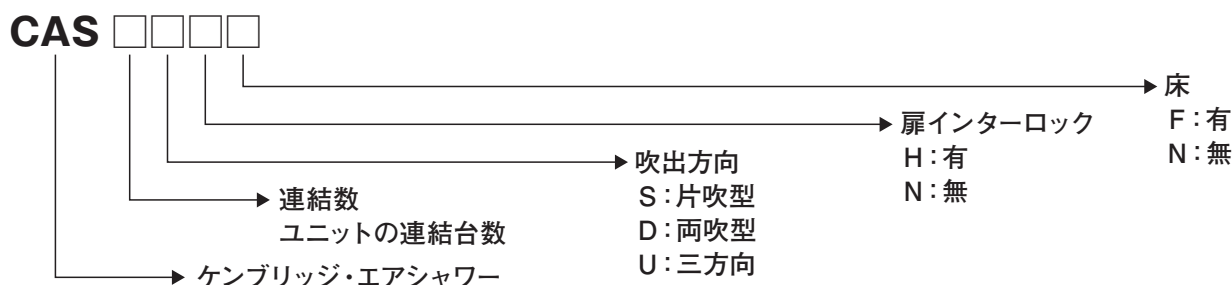 CAS □□□□
床
F：有
N：無
扉インターロック
H：有
N：無
吹出方向
S：片吹型
D：両吹型
U：三方向
連結数
ユニットの連結台数
ケンブリッジ・エアシャワー